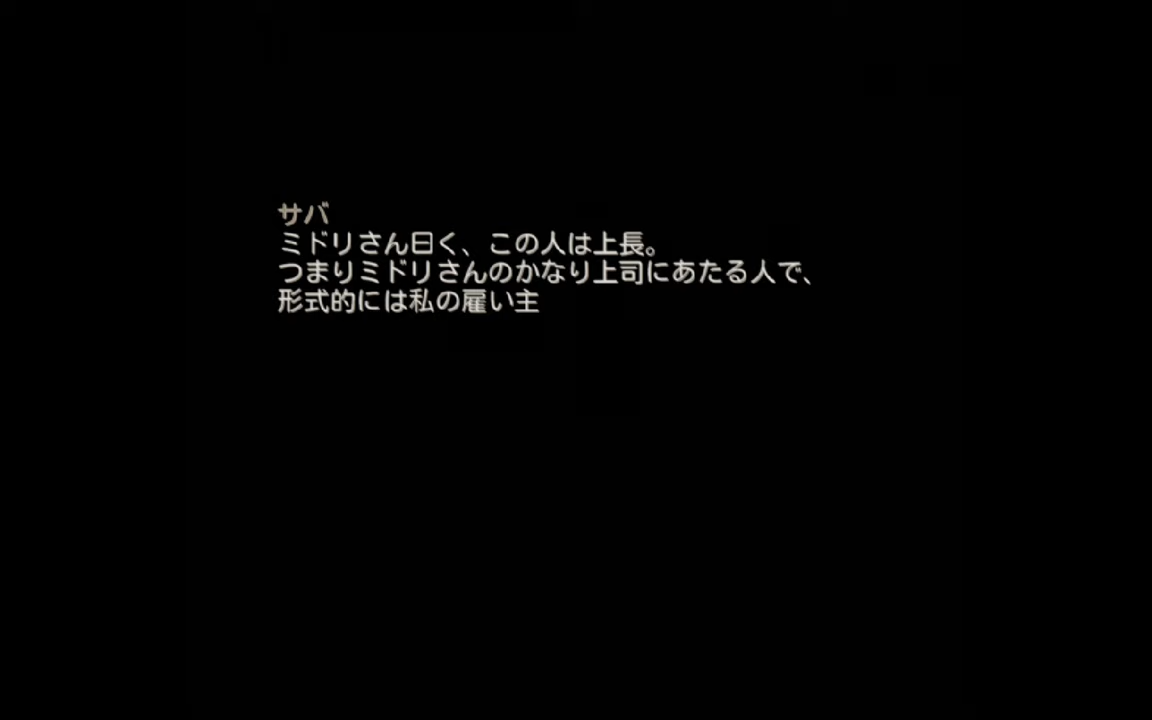 サバ
ミドリさん曰く、この人は上長。
つまりミドリさんのかなり上司にあたる人で、
形式的には私の雇い主